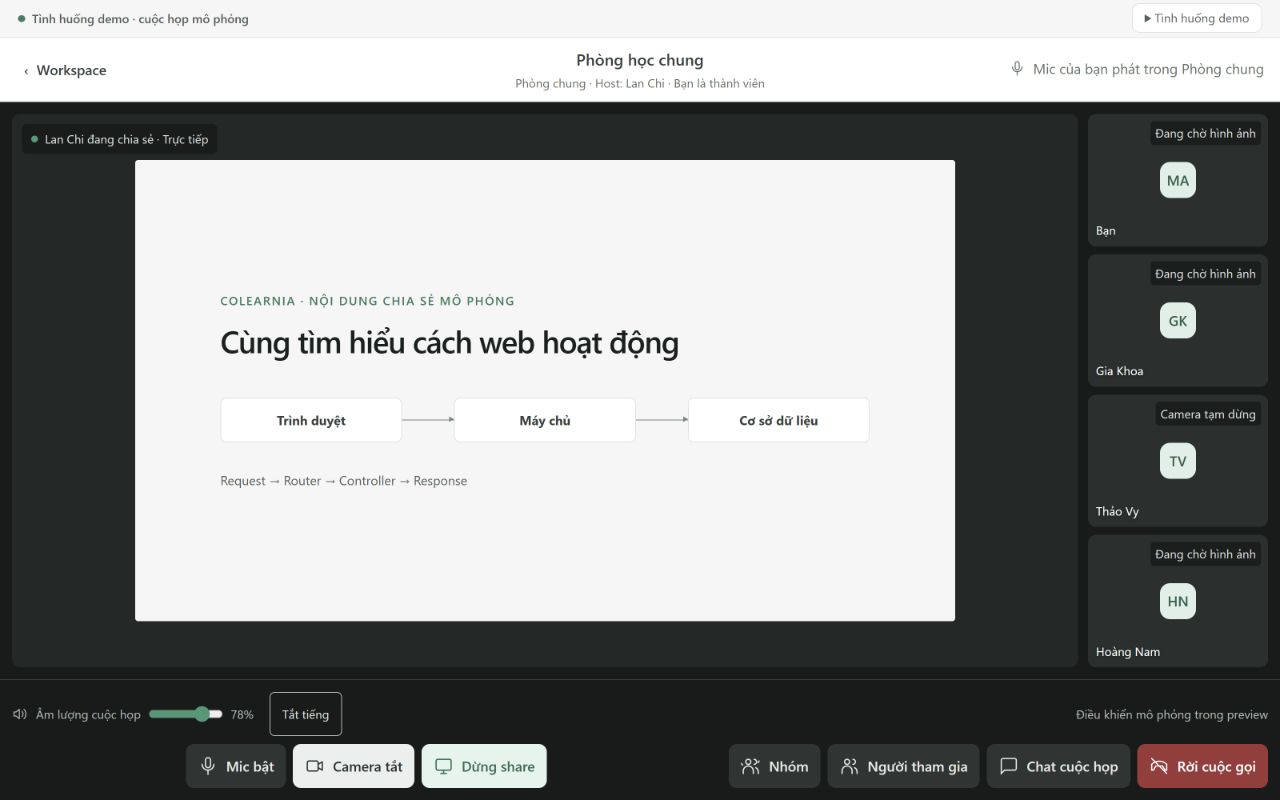 Tình huống demo · cuộc họp mô phỏng
Tình huống demo
Workspace
Phòng học chung
Phòng chung · Host: Lan Chi · Bạn là thành viên
Mic của bạn phát trong Phòng chung
Lan Chi đang chia sẻ · Trực tiếp
COLEARNIA · NỘI DUNG CHIA SẺ MÔ PHỎNG
Cùng tìm hiểu cách web hoạt động
Trình duyệt
Máy chủ
Cơ sở dữ liệu
Request → Router → Controller → Response
Đang chờ hình ảnh
MA
Bạn
Đang chờ hình ảnh
GK
Gia Khoa
Camera tạm dừng
TV
Thảo Vy
Đang chờ hình ảnh
HN
Hoàng Nam
Âm lượng cuộc họp
78%
Tắt tiếng
Điều khiển mô phỏng trong preview
Mic bật
Camera tắt
Dừng share
Nhóm
Người tham gia
Chat cuộc họp
Rời cuộc gọi